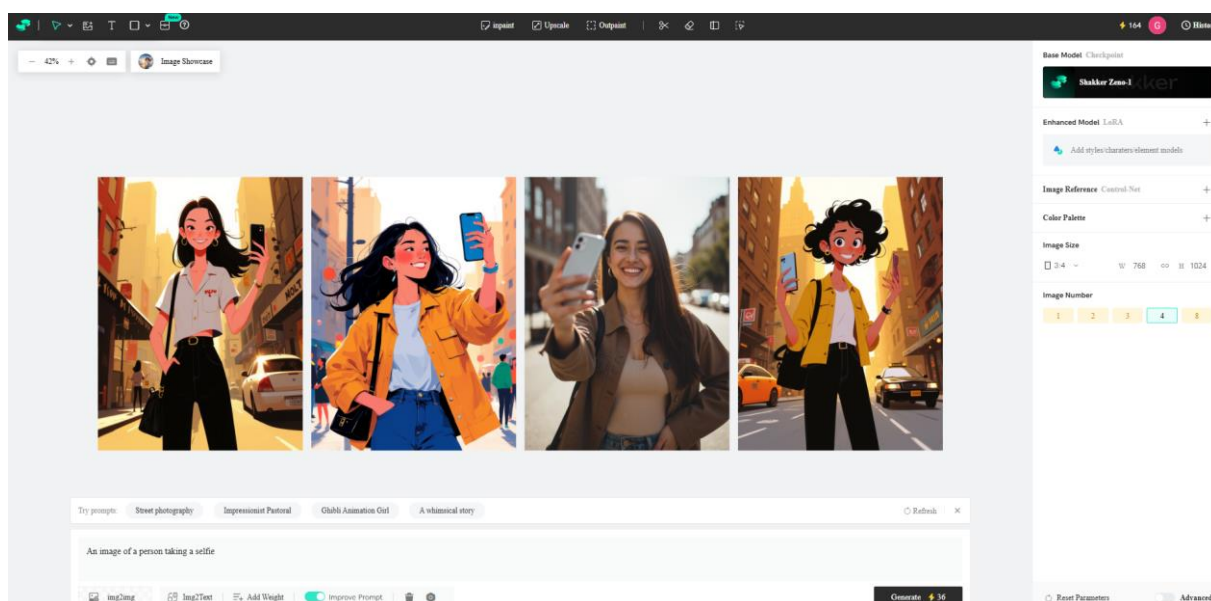 T
New
inpaint
Upscale
Outpaint
164
G
Histo
42%
Image Showcase
Base Model Checkpoint
Shakker Zeno-1
Enhanced Model LoRA
Add styles/charaters/element models
Image Reference Control-Net
Color Palette
Image Size
3:4
W 768
H 1024
Image Number
1 2 3 4 8
Try prompts:
Street photography
Impressionist Pastoral
Ghibli Animation Girl
A whimsical story
Refresh
An image of a person taking a selfie
img2img
Img2Text
Add Weight
Improve Prompt
Generate 36
Reset Parameters
Advanced